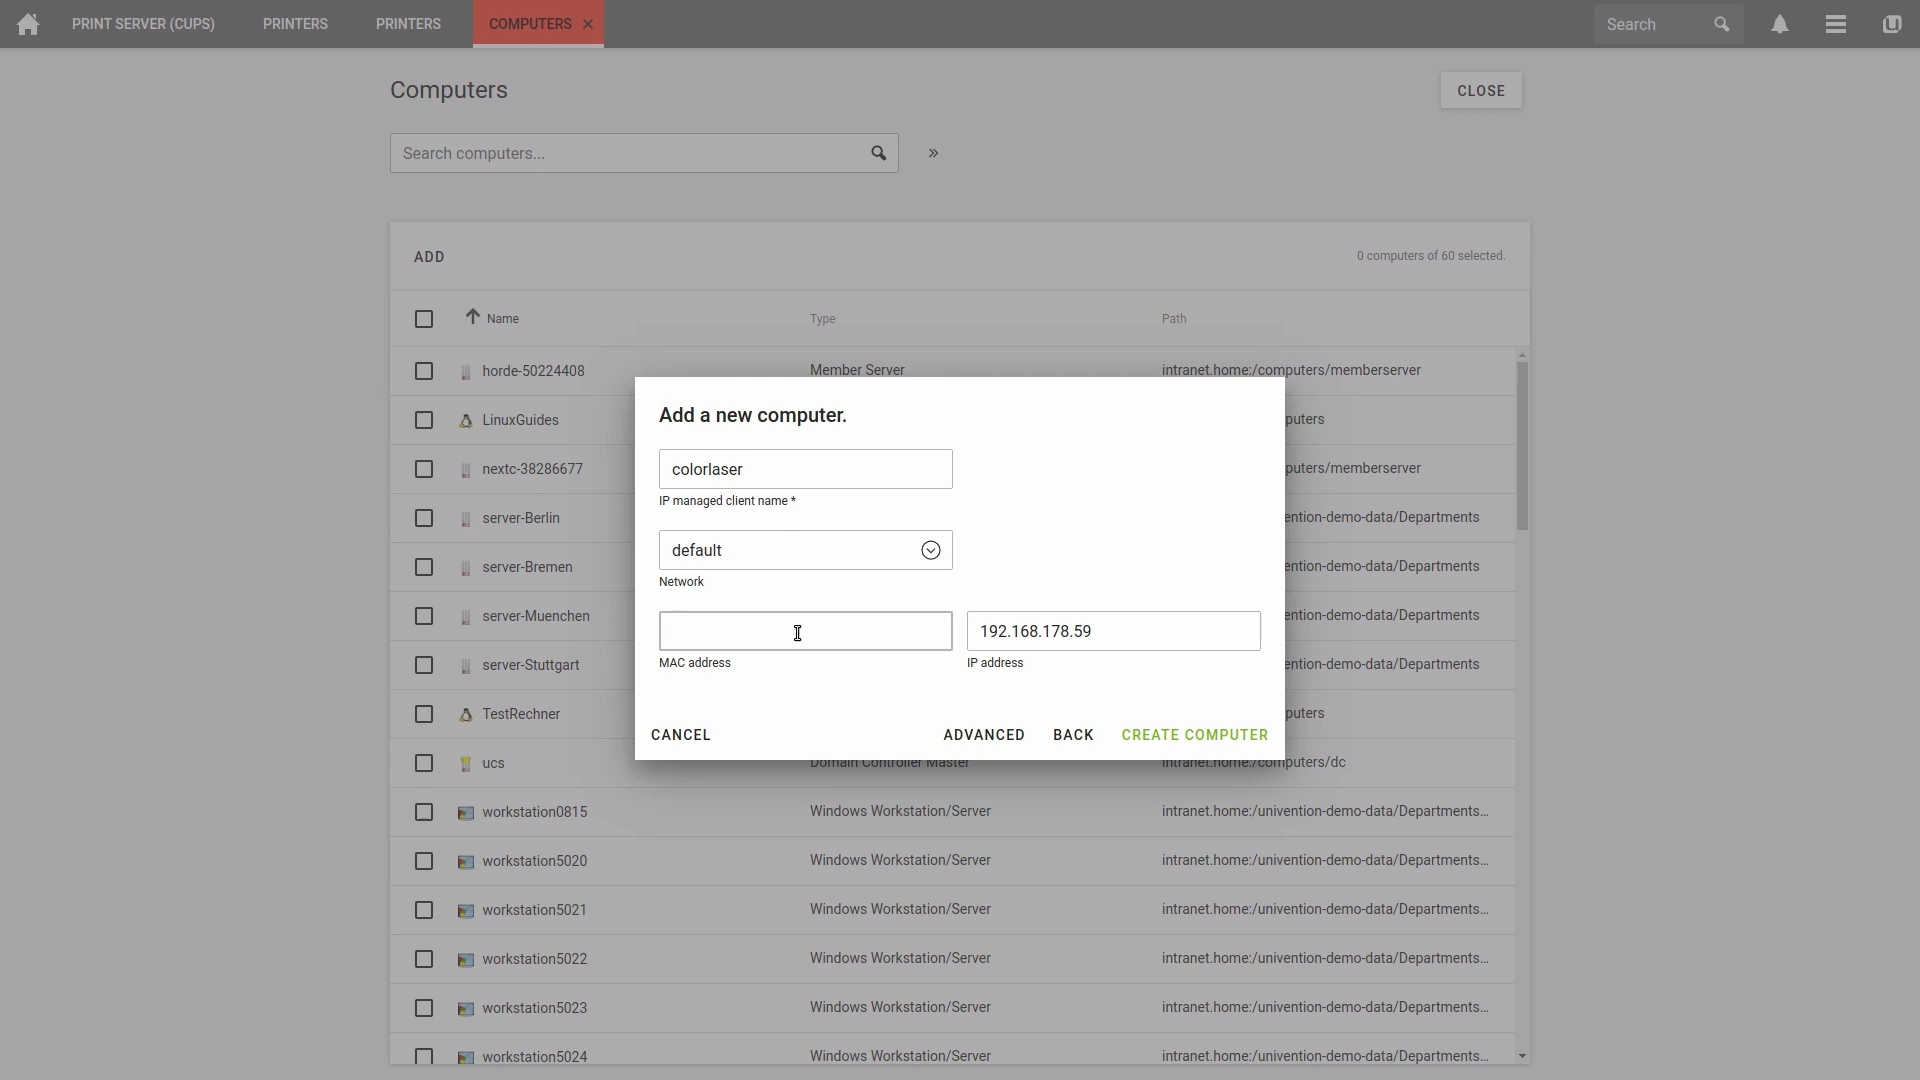 PRINT SERVER (CUPS) PRINTERS PRINTERS COMPUTERS × Search
Computers
CLOSE
Search computers... »
ADD
0 computers of 60 selected.
Name Type Path
horde-50224408 Member Server intranet.home:/computers/memberserver
LinuxGuides puters
nextc-38286677 puters/memberserver
server-Berlin ention-demo-data/Departments
server-Bremen ention-demo-data/Departments
server-Muenchen ention-demo-data/Departments
server-Stuttgart ention-demo-data/Departments
TestRechner puters
ucs Domain Controller Master intranet.home:/computers/dc
workstation0815 Windows Workstation/Server intranet.home:/univention-demo-data/Departments...
workstation5020 Windows Workstation/Server intranet.home:/univention-demo-data/Departments...
workstation5021 Windows Workstation/Server intranet.home:/univention-demo-data/Departments...
workstation5022 Windows Workstation/Server intranet.home:/univention-demo-data/Departments...
workstation5023 Windows Workstation/Server intranet.home:/univention-demo-data/Departments...
workstation5024 Windows Workstation/Server intranet.home:/univention-demo-data/Departments...
Add a new computer.
colorlaser
IP managed client name *
default
Network
192.168.178.59
MAC address IP address
CANCEL ADVANCED BACK CREATE COMPUTER